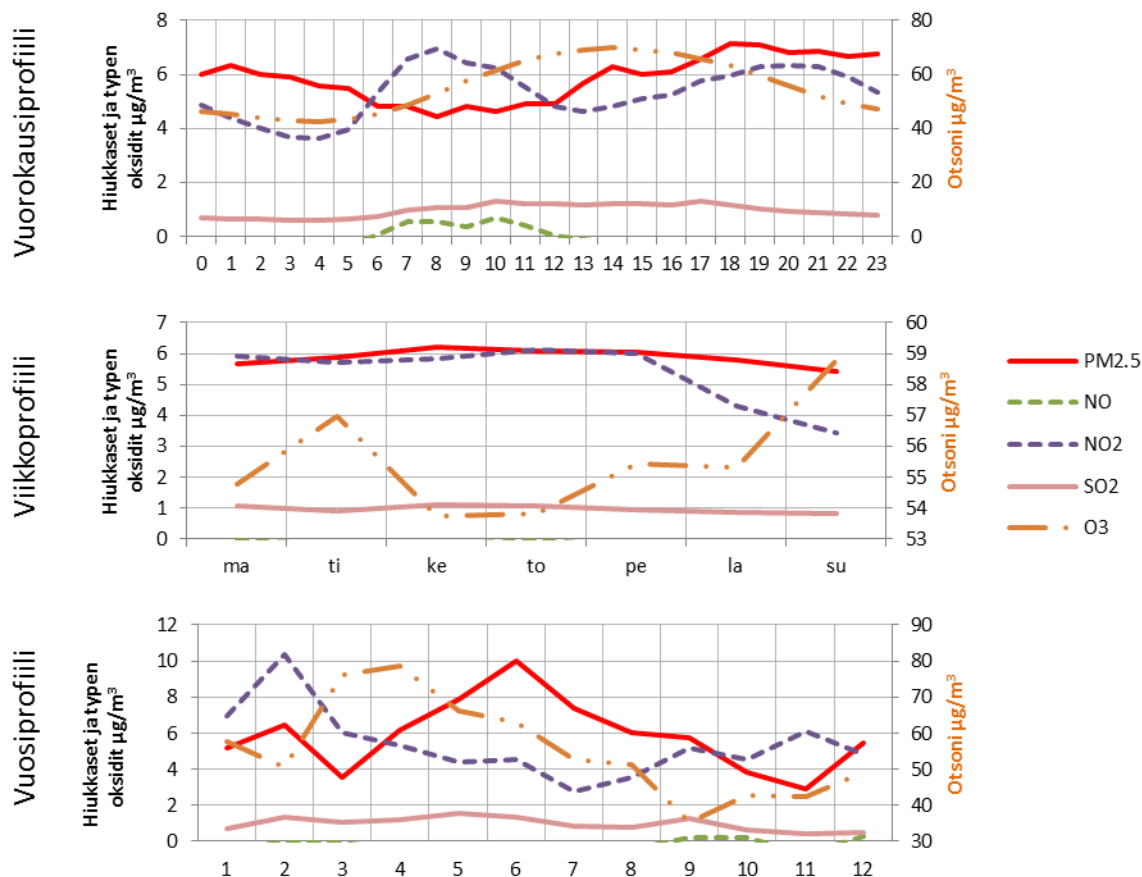 Vuorokausiprofiili
Hiukkaset ja typen
oksidit µg/m³
8
6
4
2
0
80
60
40
20
0
Otsoni µg/m³
0 1 2 3 4 5 6 7 8 9 10 11 12 13 14 15 16 17 18 19 20 21 22 23
Viikkoprofiili
Hiukkaset ja typen
oksidit µg/m³
7
6
5
4
3
2
1
0
60
59
58
57
56
55
54
53
Otsoni µg/m³
ma ti ke to pe la su
PM2.5
NO
NO2
SO2
O3
Vuosiprofiili
Hiukkaset ja typen
oksidit µg/m³
12
10
8
6
4
2
0
90
80
70
60
50
40
30
Otsoni µg/m³
1 2 3 4 5 6 7 8 9 10 11 12